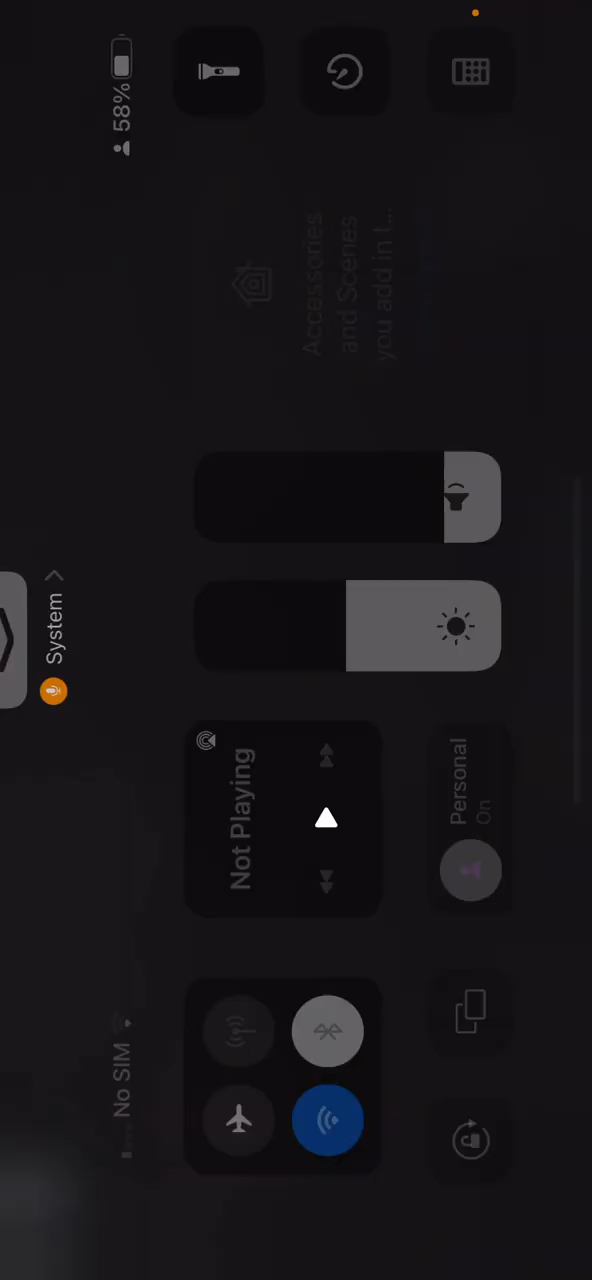 System
No SIM
58%
Not Playing
Personal
On
Accessories
and Scenes
you add in t...